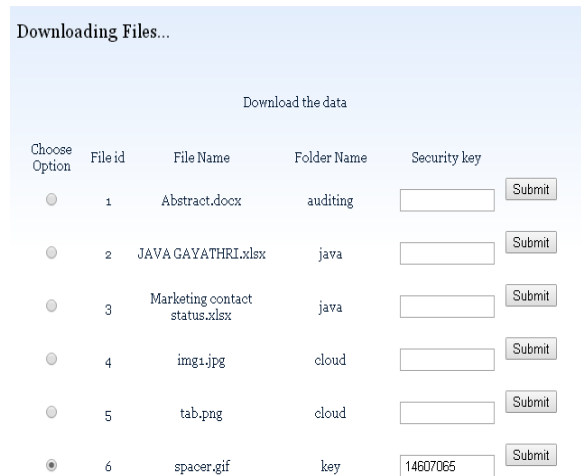 Downloading Files...
Download the data
Choose Option File id File Name Folder Name Security key
1 Abstract.docx auditing Submit
2 JAVA GAYATHRI.xlsx java Submit
3 Marketing contact status.xlsx java Submit
4 img1.jpg cloud Submit
5 tab.png cloud Submit
6 spacer.gif key 14607065 Submit